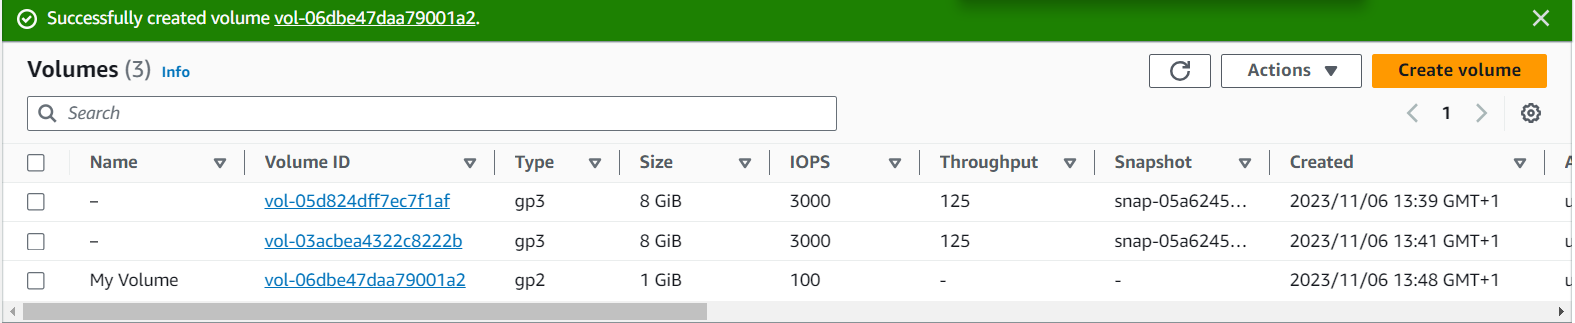 Successfully created volume vol-06dbe47daa79001a2.
Volumes (3) Info
Actions
Create volume
Search
1
Name Volume ID Type Size IOPS Throughput Snapshot Created
– vol-05d824dff7ec7f1af gp3 8 GiB 3000 125 snap-05a6245... 2023/11/06 13:39 GMT+1
– vol-03acbea4322c8222b gp3 8 GiB 3000 125 snap-05a6245... 2023/11/06 13:41 GMT+1
My Volume vol-06dbe47daa79001a2 gp2 1 GiB 100 - - 2023/11/06 13:48 GMT+1